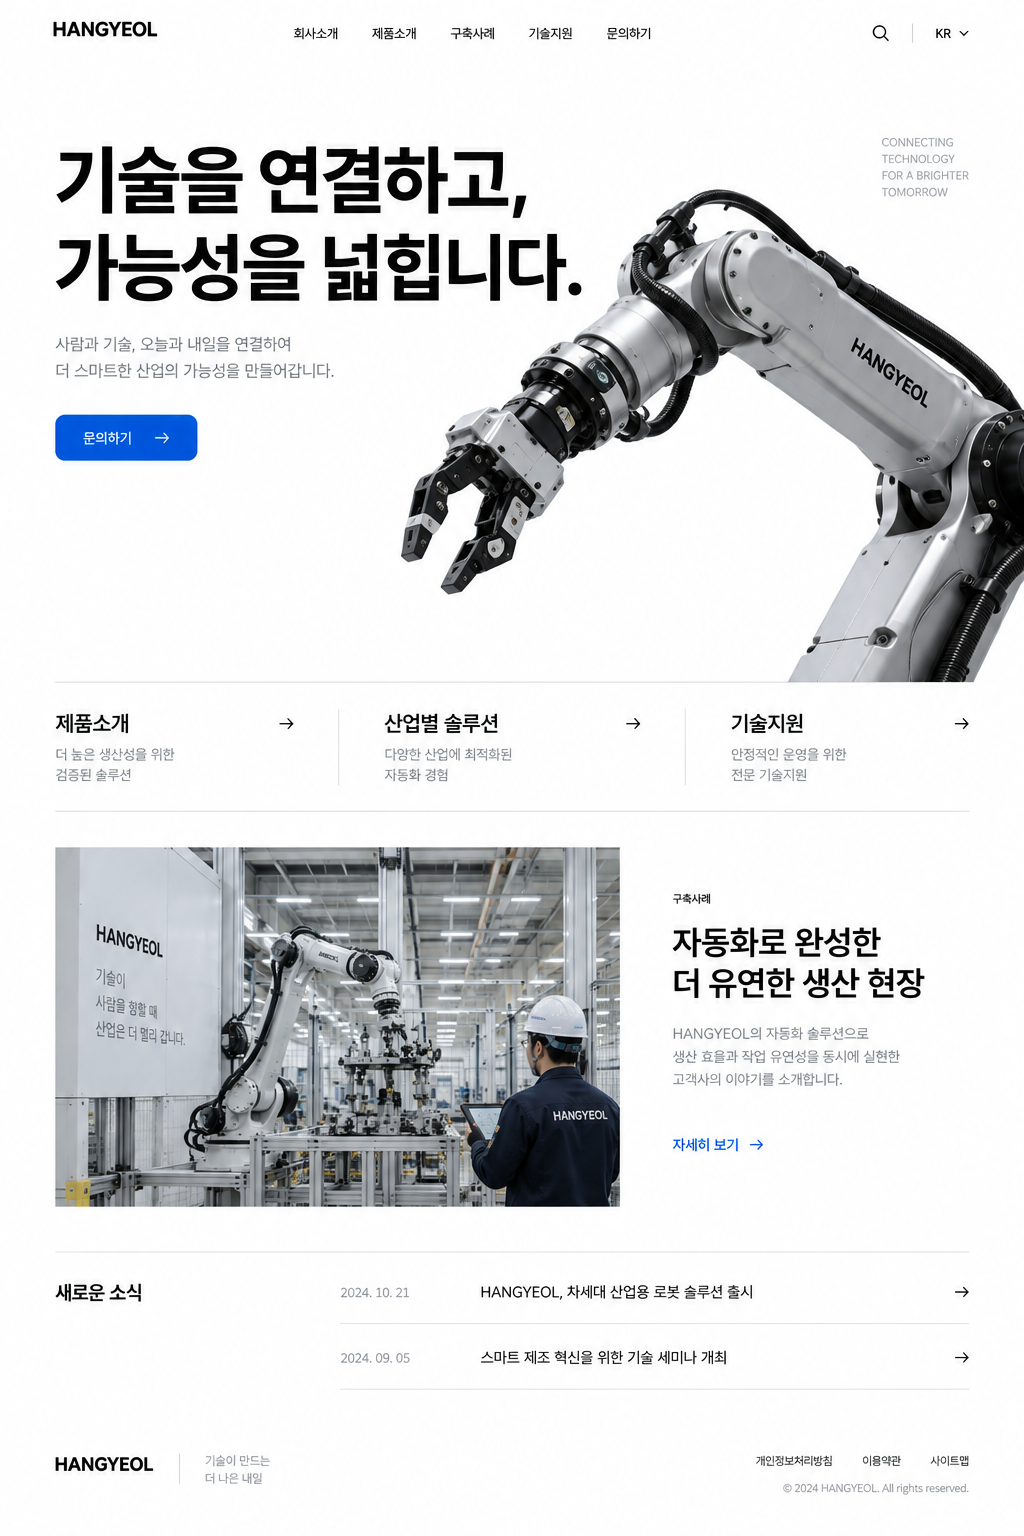 HANGYEOL
회사소개 제품소개 구축사례 기술지원 문의하기
KR
CONNECTING
TECHNOLOGY
FOR A BRIGHTER
TOMORROW
기술을 연결하고,
가능성을 넓힙니다.
사람과 기술, 오늘과 내일을 연결하여
더 스마트한 산업의 가능성을 만들어갑니다.
문의하기
HANGYEOL
제품소개
더 높은 생산성을 위한
검증된 솔루션
산업별 솔루션
다양한 산업에 최적화된
자동화 경험
기술지원
안정적인 운영을 위한
전문 기술지원
HANGYEOL
기술이
사람을 향할 때
산업은 더 멀리 갑니다.
HANGYEOL
구축사례
자동화로 완성한
더 유연한 생산 현장
HANGYEOL의 자동화 솔루션으로
생산 효율과 작업 유연성을 동시에 실현한
고객사의 이야기를 소개합니다.
자세히 보기
새로운 소식
2024. 10. 21 HANGYEOL, 차세대 산업용 로봇 솔루션 출시
2024. 09. 05 스마트 제조 혁신을 위한 기술 세미나 개최
HANGYEOL
기술이 만드는
더 나은 내일
개인정보처리방침 이용약관 사이트맵
© 2024 HANGYEOL. All rights reserved.